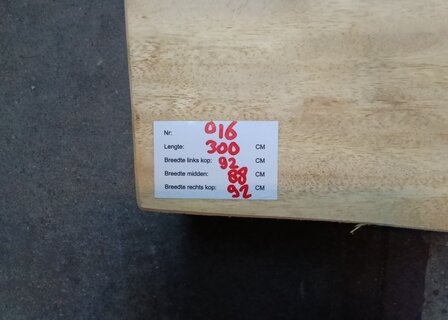 Nr: 016
Lengte: 300 CM
Breedte links kop: 92 CM
Breedte midden: 88 CM
Breedte rechts kop: 92 CM